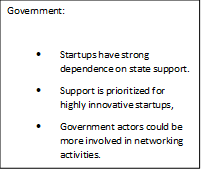 Government:
• Startups have strong
dependence on state support.
• Support is prioritized for
highly innovative startups,
• Government actors could be
more involved in networking
activities.